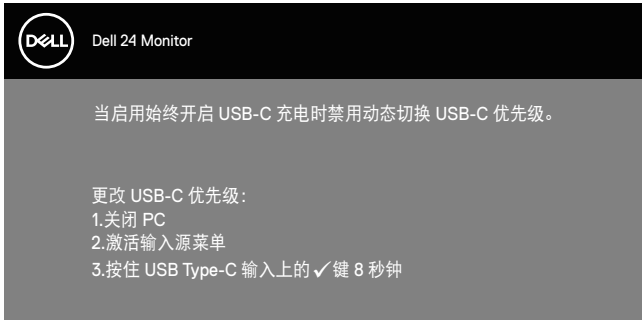 DELL
Dell 24 Monitor
当启用始终开启 USB-C 充电时禁用动态切换 USB-C 优先级。
更改 USB-C 优先级：
1.关闭 PC
2.激活输入源菜单
3.按住 USB Type-C 输入上的 ✓ 键 8 秒钟